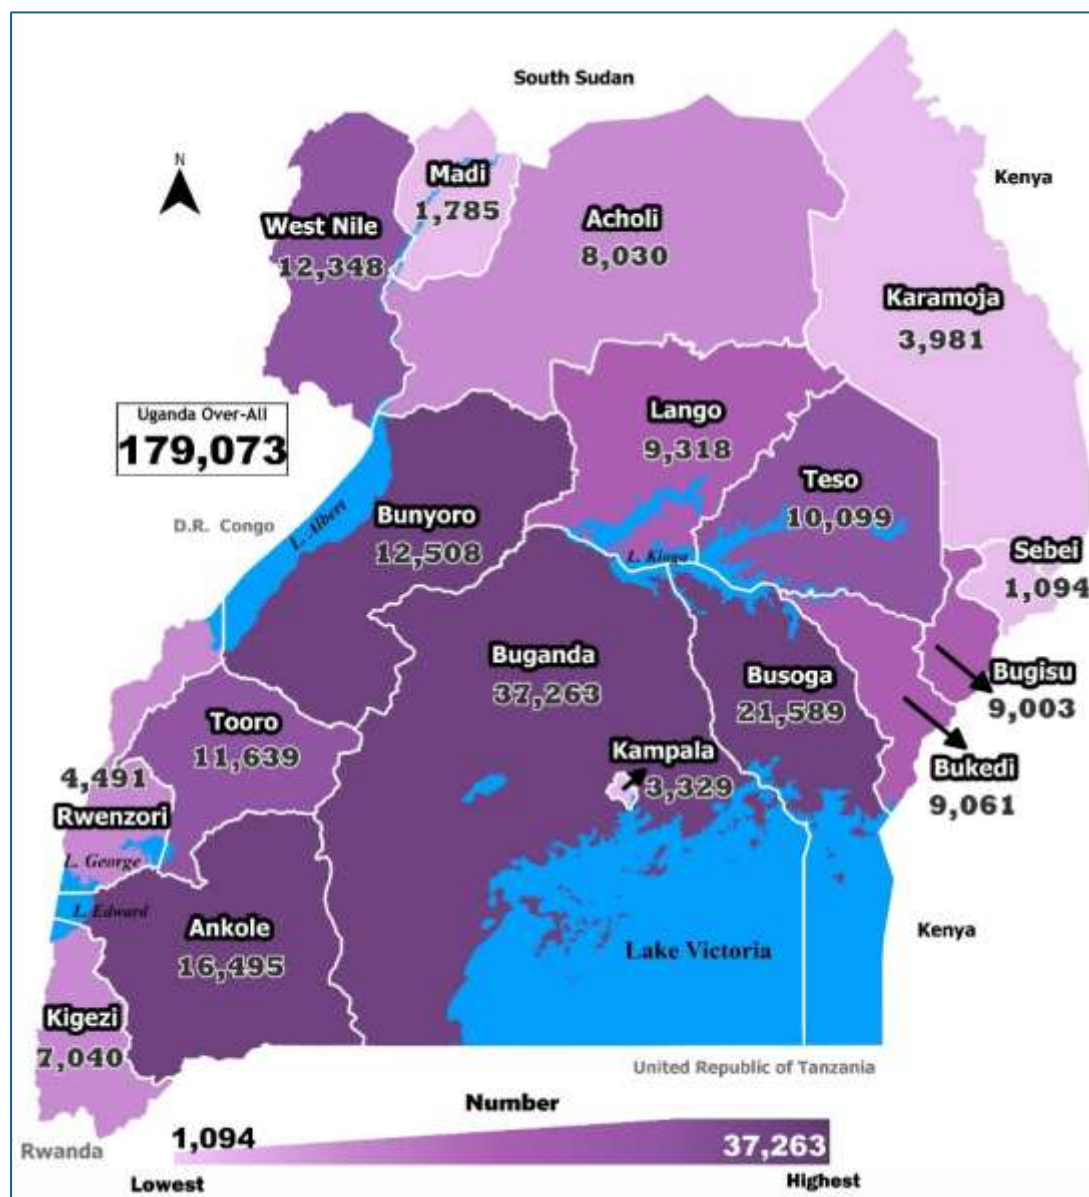 South Sudan
N
Kenya
Madi
1,785
West Nile
12,348
Acholi
8,030
Karamoja
3,981
Uganda Over-All
179,073
Lango
9,318
Teso
10,099
D.R. Congo
L. Albert
Bunyoro
12,508
L. Kioga
Sebei
1,094
Buganda
37,263
Busoga
21,589
Bugisu
9,003
Tooro
11,639
Kampala
3,329
Bukedi
9,061
4,491
Rwenzori
L. George
L. Edward
Ankole
16,495
Lake Victoria
Kenya
Kigezi
7,040
United Republic of Tanzania
Rwanda
Number
1,094
37,263
Lowest
Highest